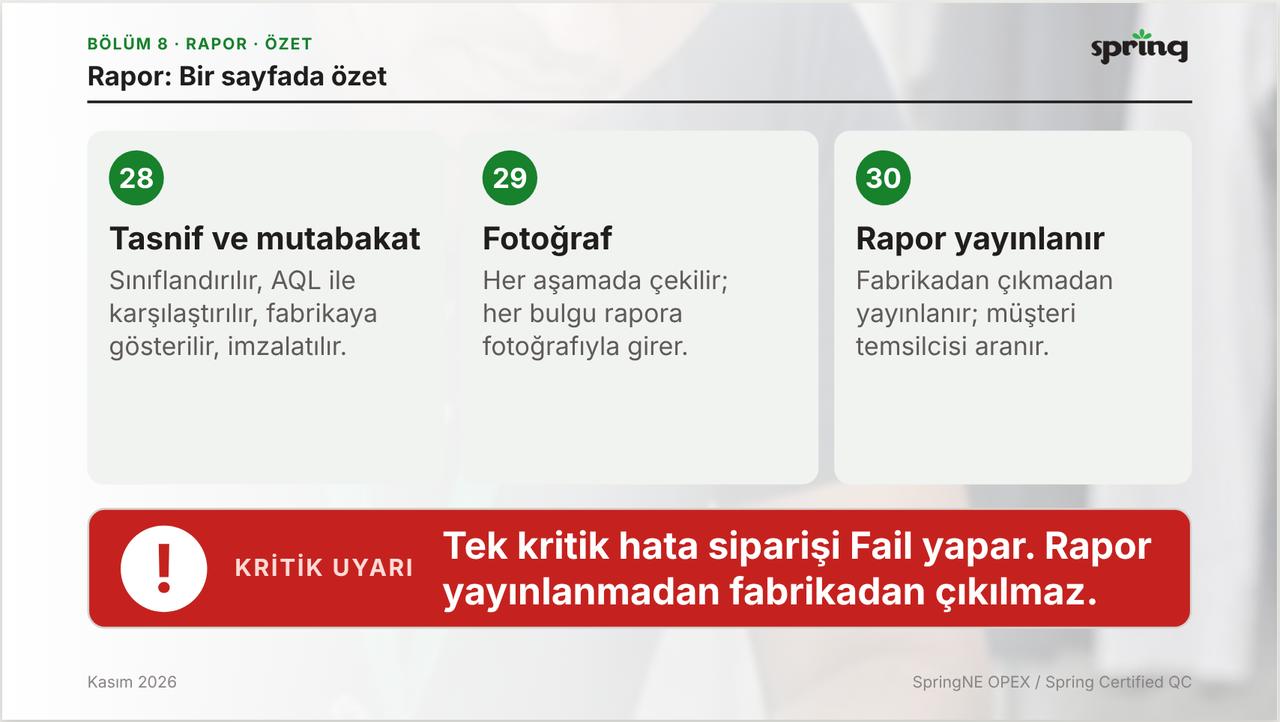 BÖLÜM 8 · RAPOR · ÖZET
spring
Rapor: Bir sayfada özet
28
Tasnif ve mutabakat
Sınıflandırılır, AQL ile
karşılaştırılır, fabrikaya
gösterilir, imzalatılır.
29
Fotoğraf
Her aşamada çekilir;
her bulgu rapora
fotoğrafıyla girer.
30
Rapor yayınlanır
Fabrikadan çıkmadan
yayınlanır; müşteri
temsilcisi aranır.
!
KRİTİK UYARI
Tek kritik hata siparişi Fail yapar. Rapor
yayınlanmadan fabrikadan çıkılmaz.
Kasım 2026
SpringNE OPEX / Spring Certified QC